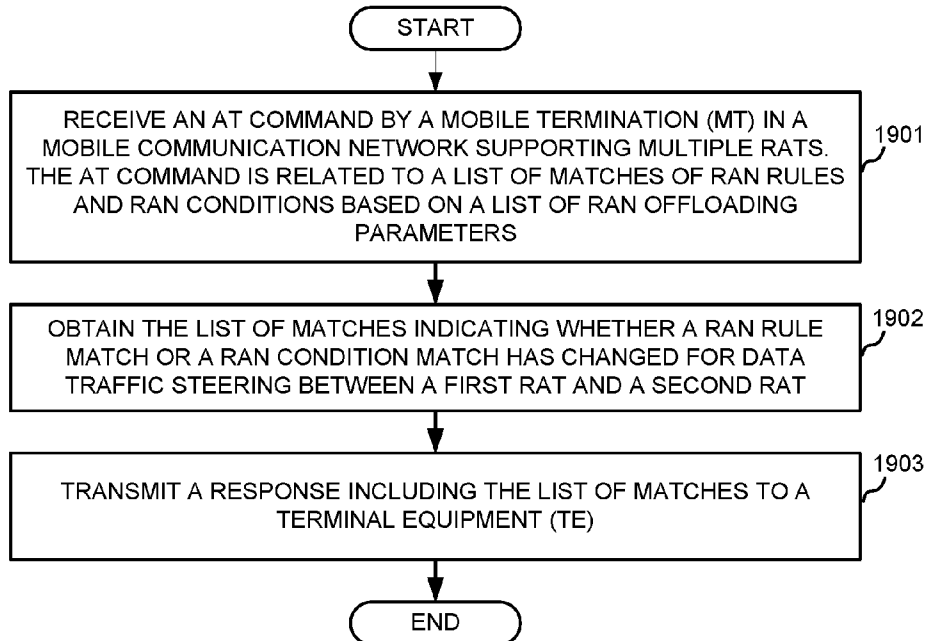 START
RECEIVE AN AT COMMAND BY A MOBILE TERMINATION (MT) IN A
MOBILE COMMUNICATION NETWORK SUPPORTING MULTIPLE RATS.
THE AT COMMAND IS RELATED TO A LIST OF MATCHES OF RAN RULES
AND RAN CONDITIONS BASED ON A LIST OF RAN OFFLOADING
PARAMETERS
1901
OBTAIN THE LIST OF MATCHES INDICATING WHETHER A RAN RULE
MATCH OR A RAN CONDITION MATCH HAS CHANGED FOR DATA
TRAFFIC STEERING BETWEEN A FIRST RAT AND A SECOND RAT
1902
TRANSMIT A RESPONSE INCLUDING THE LIST OF MATCHES TO A
TERMINAL EQUIPMENT (TE)
1903
END